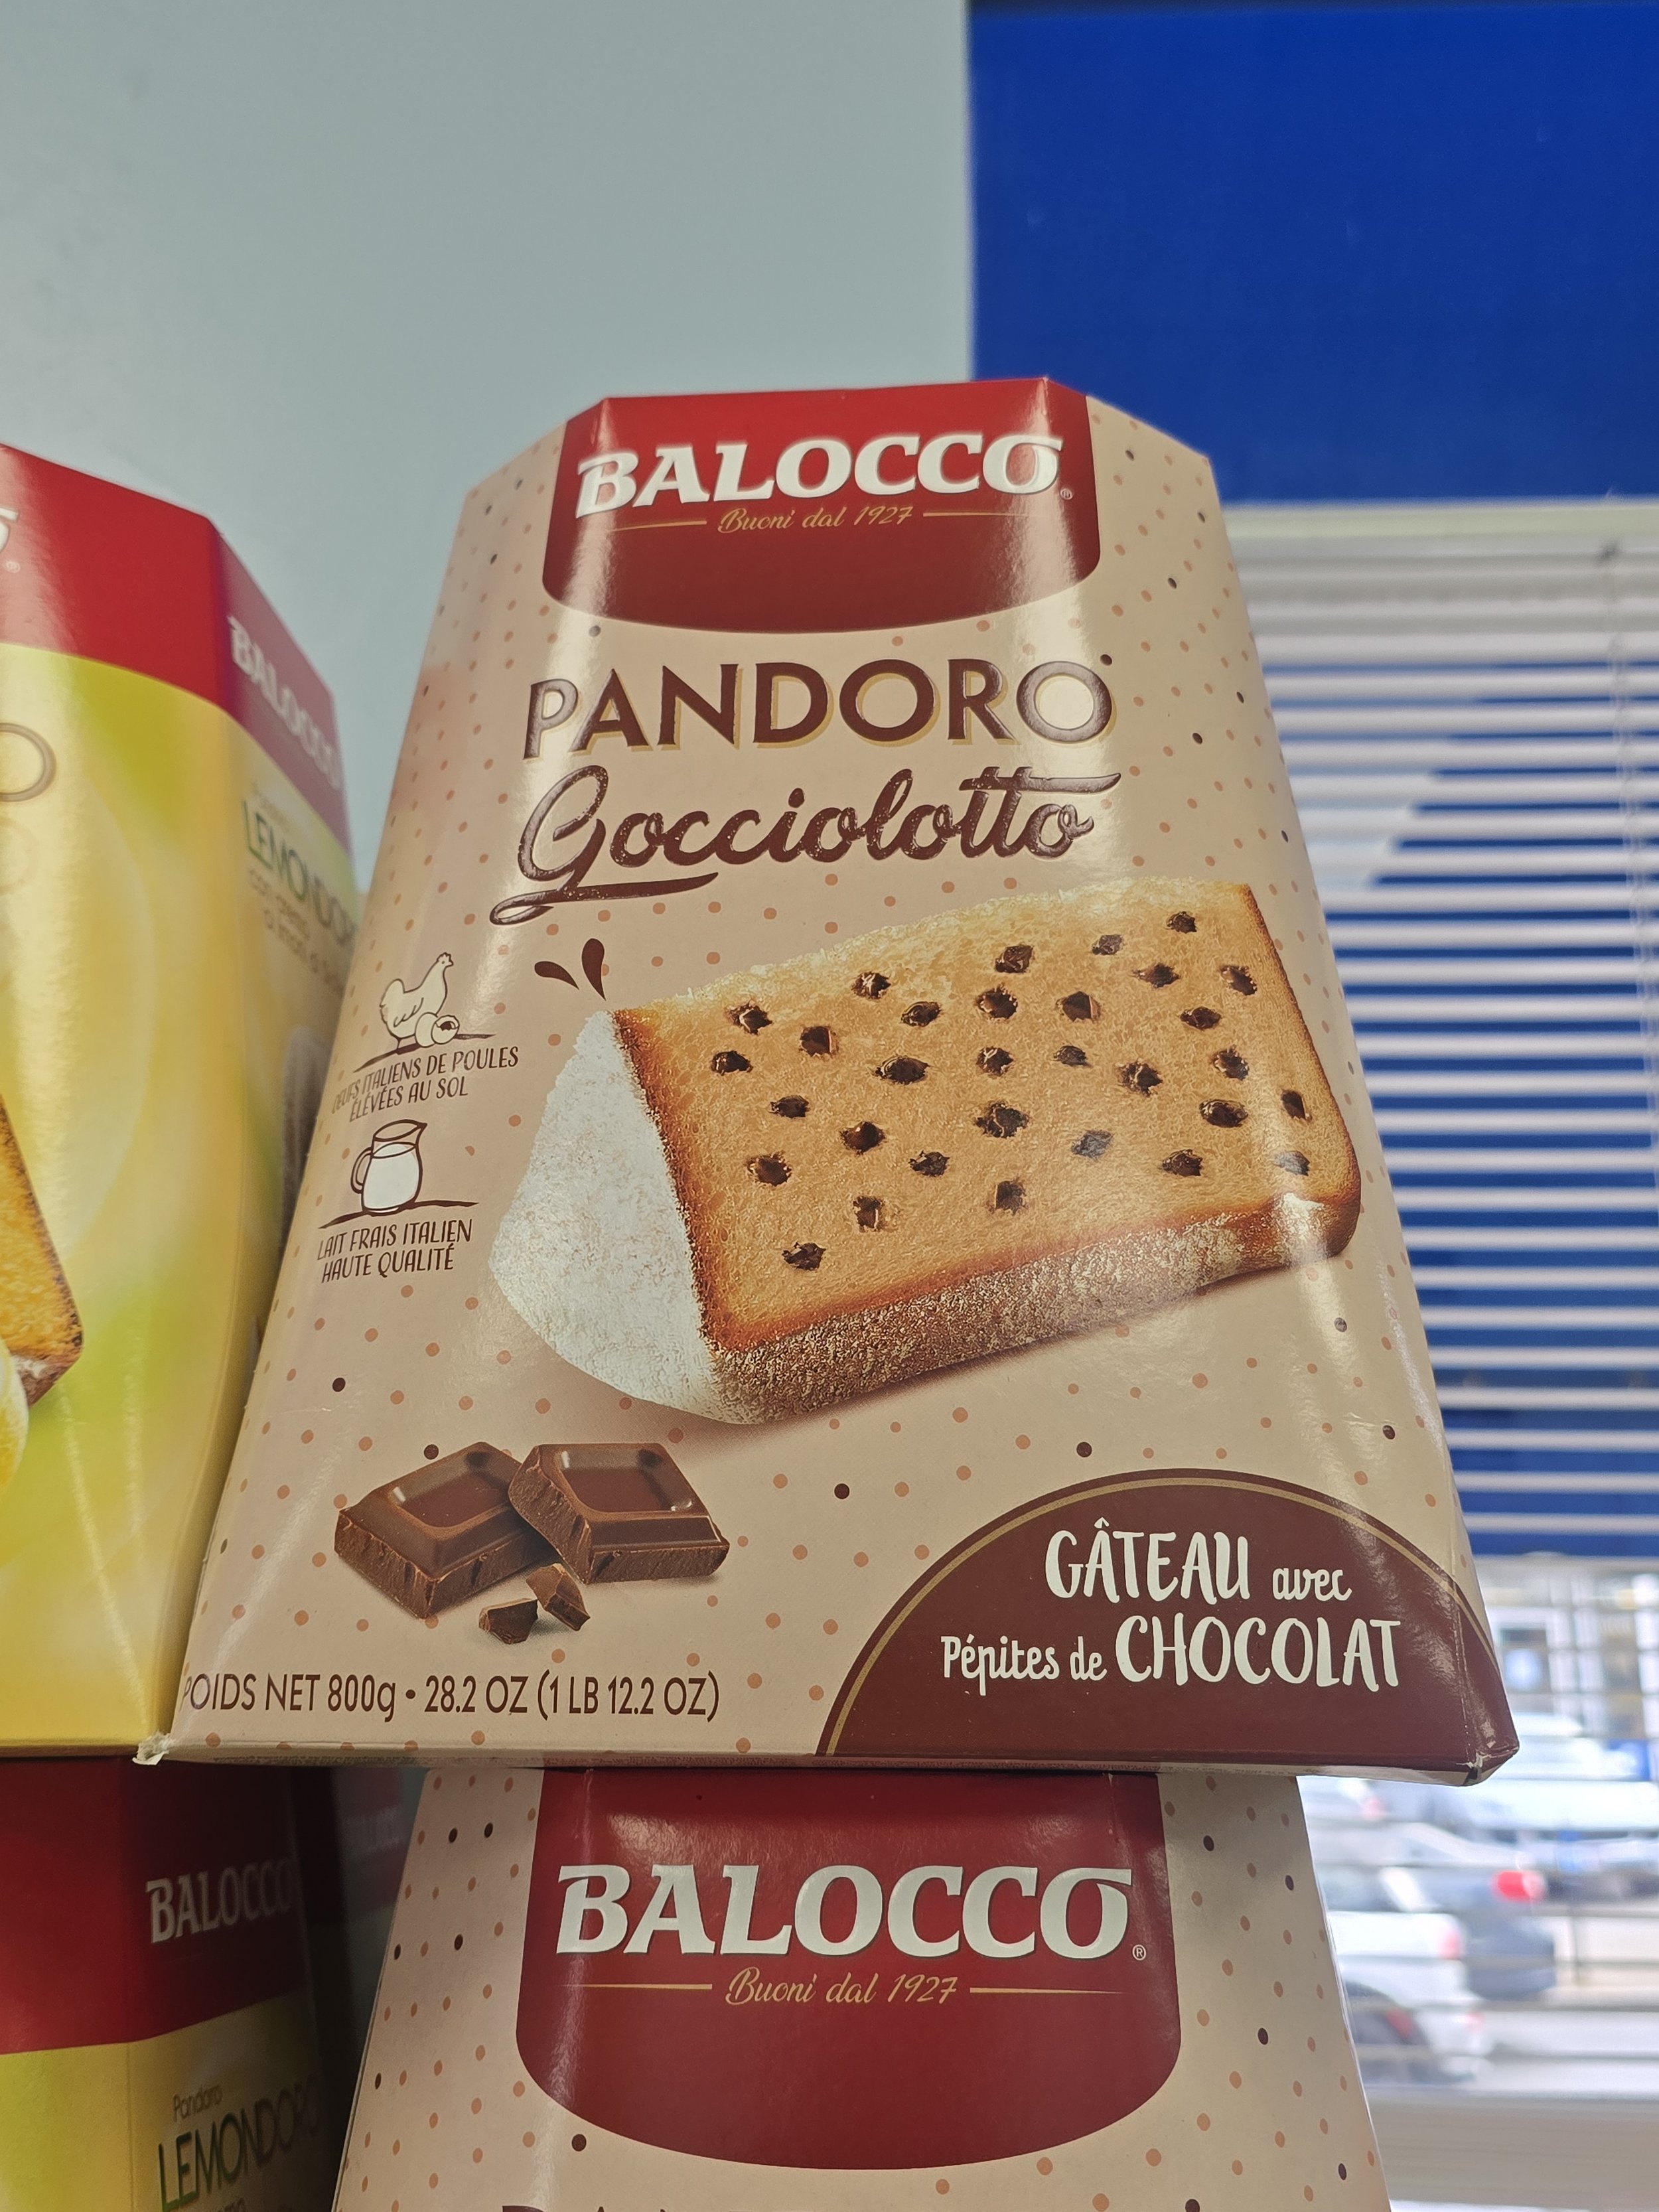 BALOCCO®
Buoni dal 1927
PANDORO
Gocciolotto
ŒUFS ITALIENS DE POULES
ÉLEVÉES AU SOL
LAIT FRAIS ITALIEN
HAUTE QUALITÉ
GÂTEAU avec
Pépites de CHOCOLAT
POIDS NET 800g • 28.2 OZ (1 LB 12.2 OZ)
BALOCCO®
Buoni dal 1927
BALOCCO
LEMONDORO
BALOCCO
Pandoro
LEMONDORO